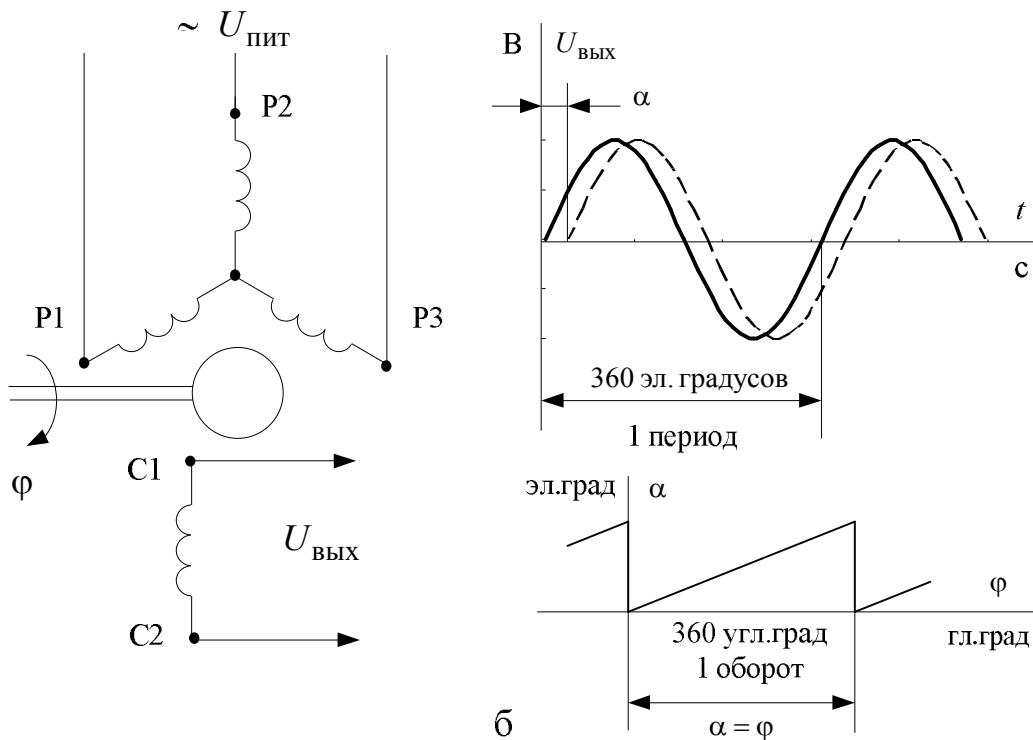 ~ Uпит
P2
P1
P3
φ
C1
Uвых
C2
В
Uвых
α
t
с
360 эл. градусов
1 период
эл.град
α
φ
гл.град
360 угл.град
1 оборот
α = φ
б